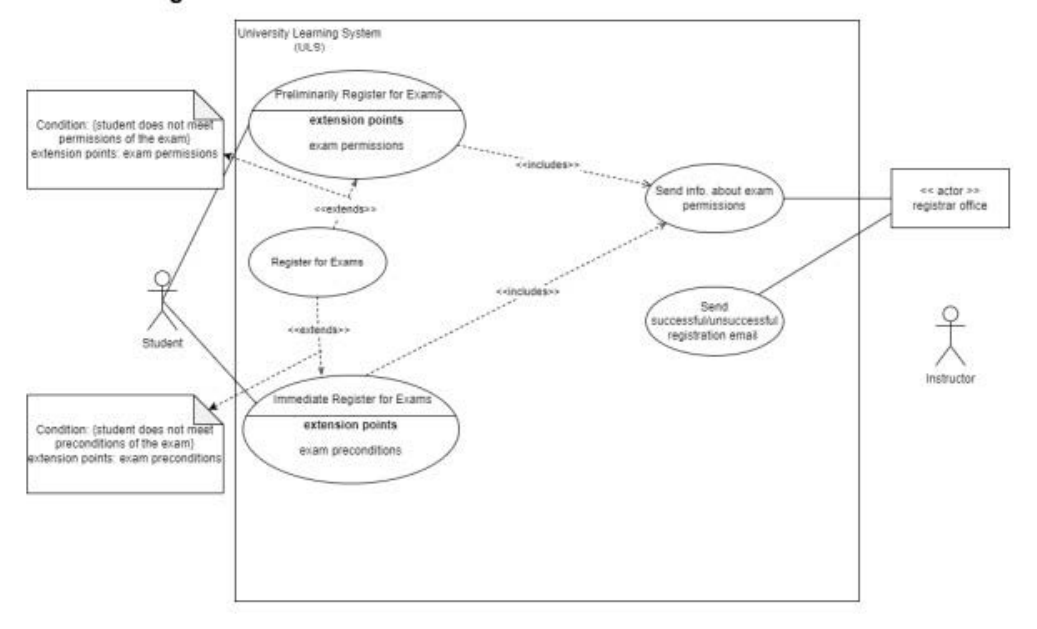 University Learning System
(ULS)
Preliminarily Register for Exams
extension points
exam permissions
Condition: {student does not meet
permissions of the exam}
extension points: exam permissions
<<includes>>
<<extends>>
Send info. about exam
permissions
<< actor >>
registrar office
Register for Exams
<<includes>>
<<extends>>
Send
successful/unsuccessful
registration email
Student
Instructor
Immediate Register for Exams
extension points
exam preconditions
Condition: {student does not meet
preconditions of the exam}
extension points: exam preconditions